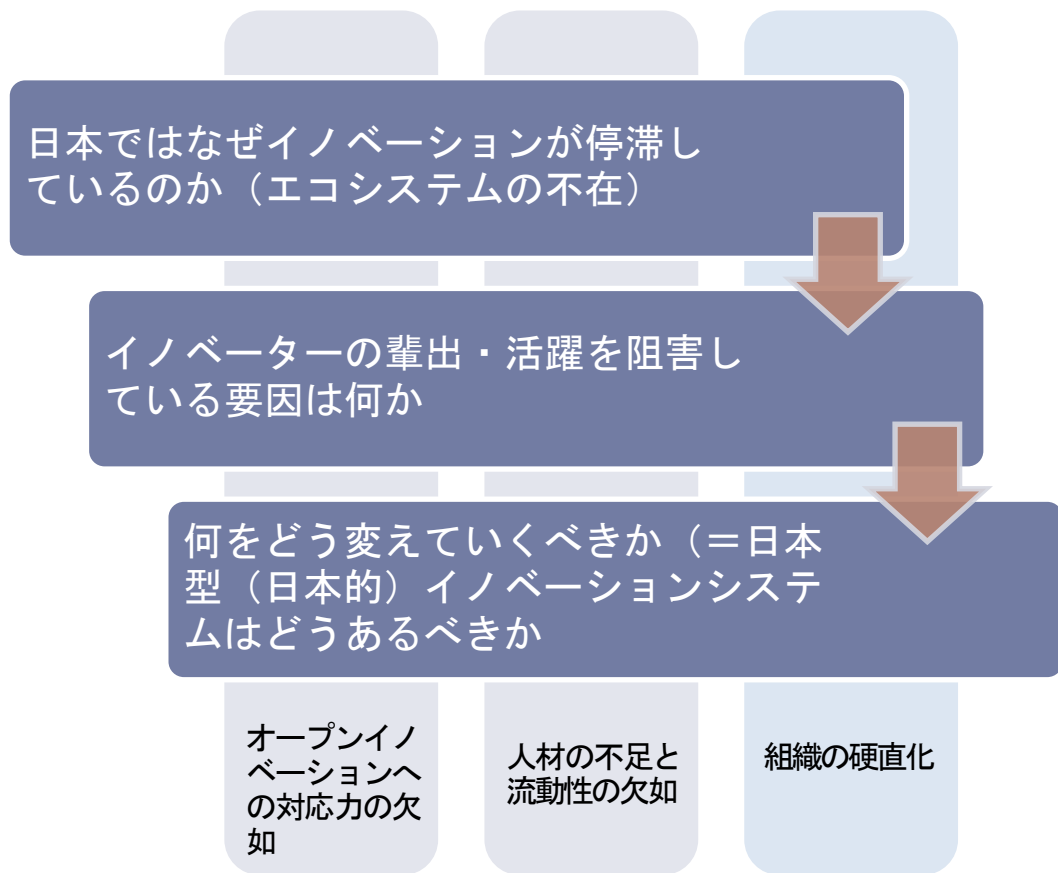 日本ではなぜイノベーションが停滞し
ているのか（エコシステムの不在）
イノベーターの輩出・活躍を阻害し
ている要因は何か
何をどう変えていくべきか（＝日本
型（日本的）イノベーションシステ
ムはどうあるべきか
オープンイノ
ベーションへ
の対応力の欠
如
人材の不足と
流動性の欠如
組織の硬直化